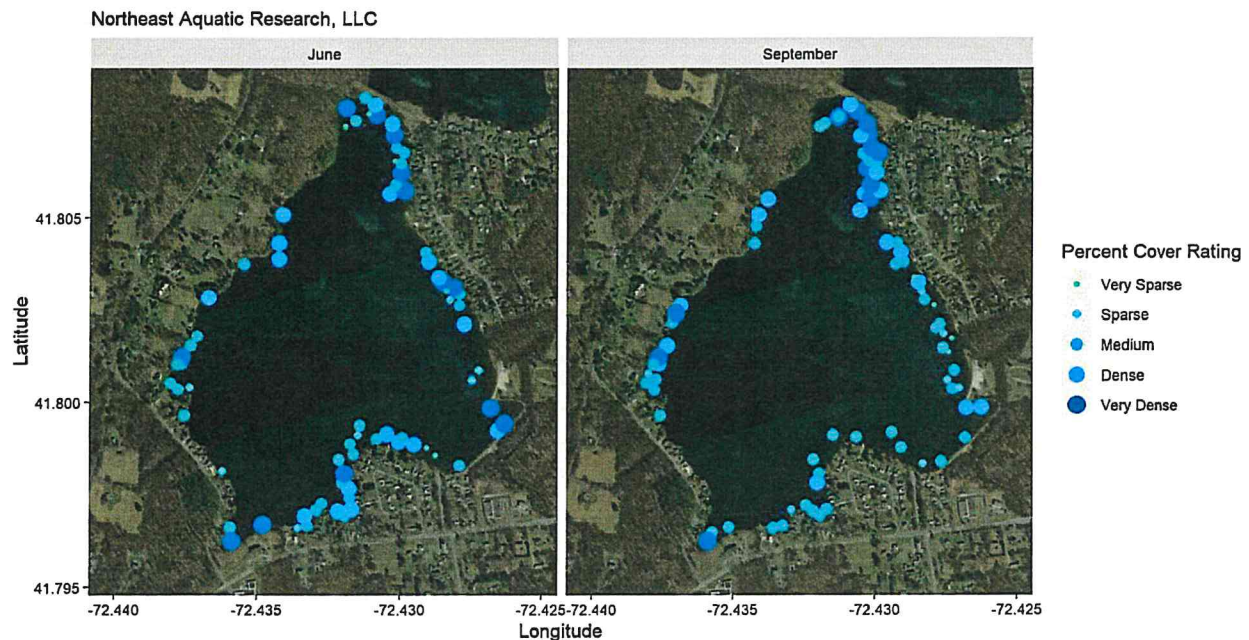 Northeast Aquatic Research, LLC
June
September
41.805
41.800
41.795
Latitude
-72.440
-72.435
-72.430
-72.425
-72.440
-72.435
-72.430
-72.425
Longitude
Percent Cover Rating
Very Sparse
Sparse
Medium
Dense
Very Dense